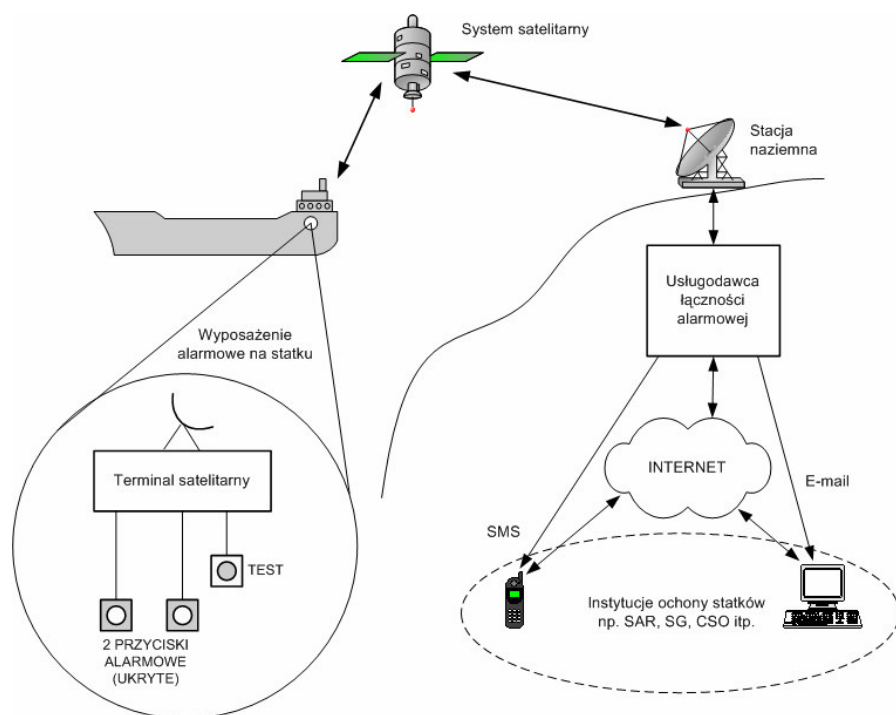 System satelitarny
Stacja
naziemna
Usługodawca
łączności
alarmowej
Wyposażenie
alarmowe na statku
Terminal satelitarny
INTERNET
E-mail
SMS
TEST
2 PRZYCISKI
ALARMOWE
(UKRYTE)
Instytucje ochony statków
np. SAR, SG, CSO itp.